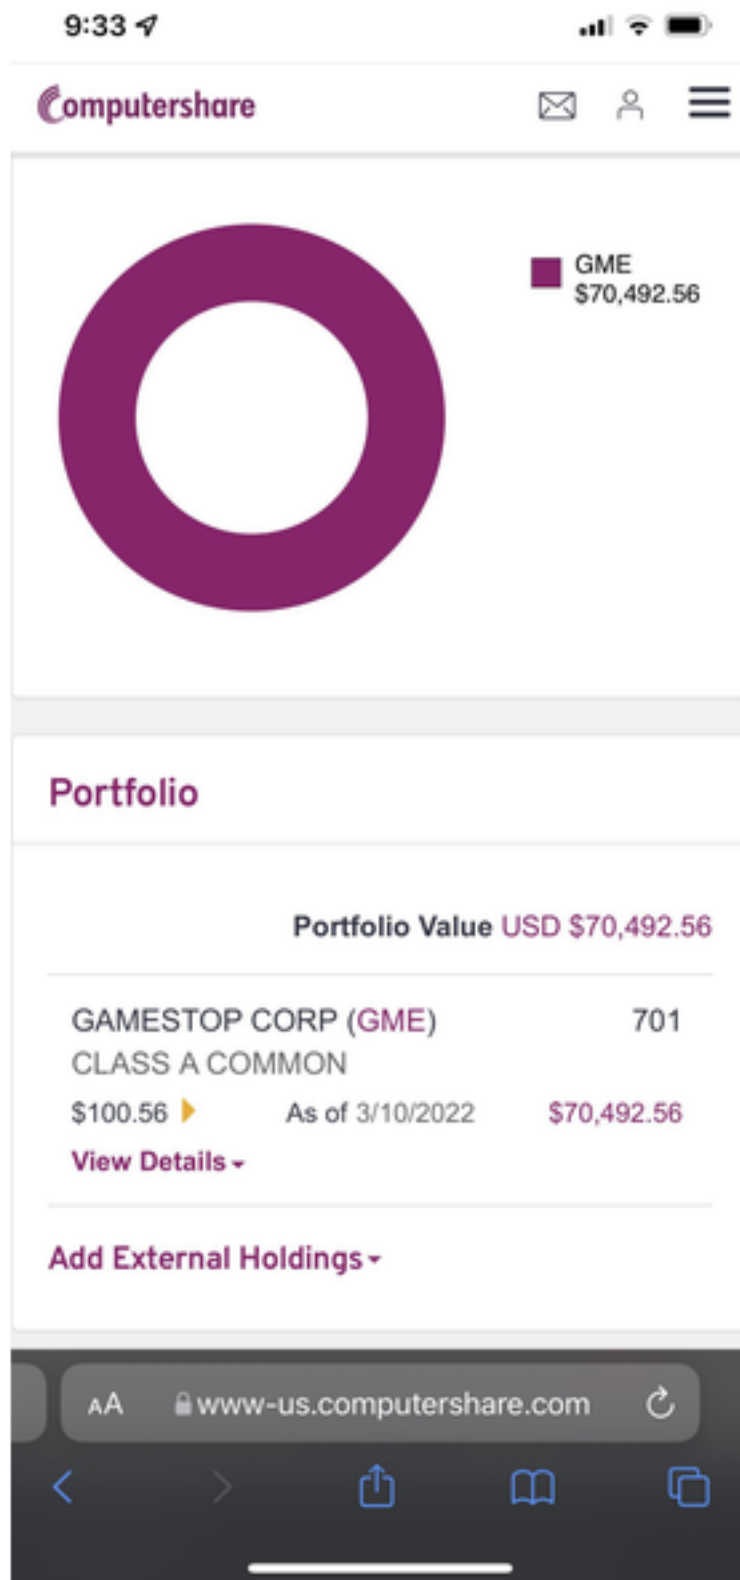 9:33
Computershare
GME
$70,492.56
Portfolio
Portfolio Value USD $70,492.56
GAMESTOP CORP (GME) 701
CLASS A COMMON
$100.56 As of 3/10/2022 $70,492.56
View Details
Add External Holdings
AA www-us.computershare.com